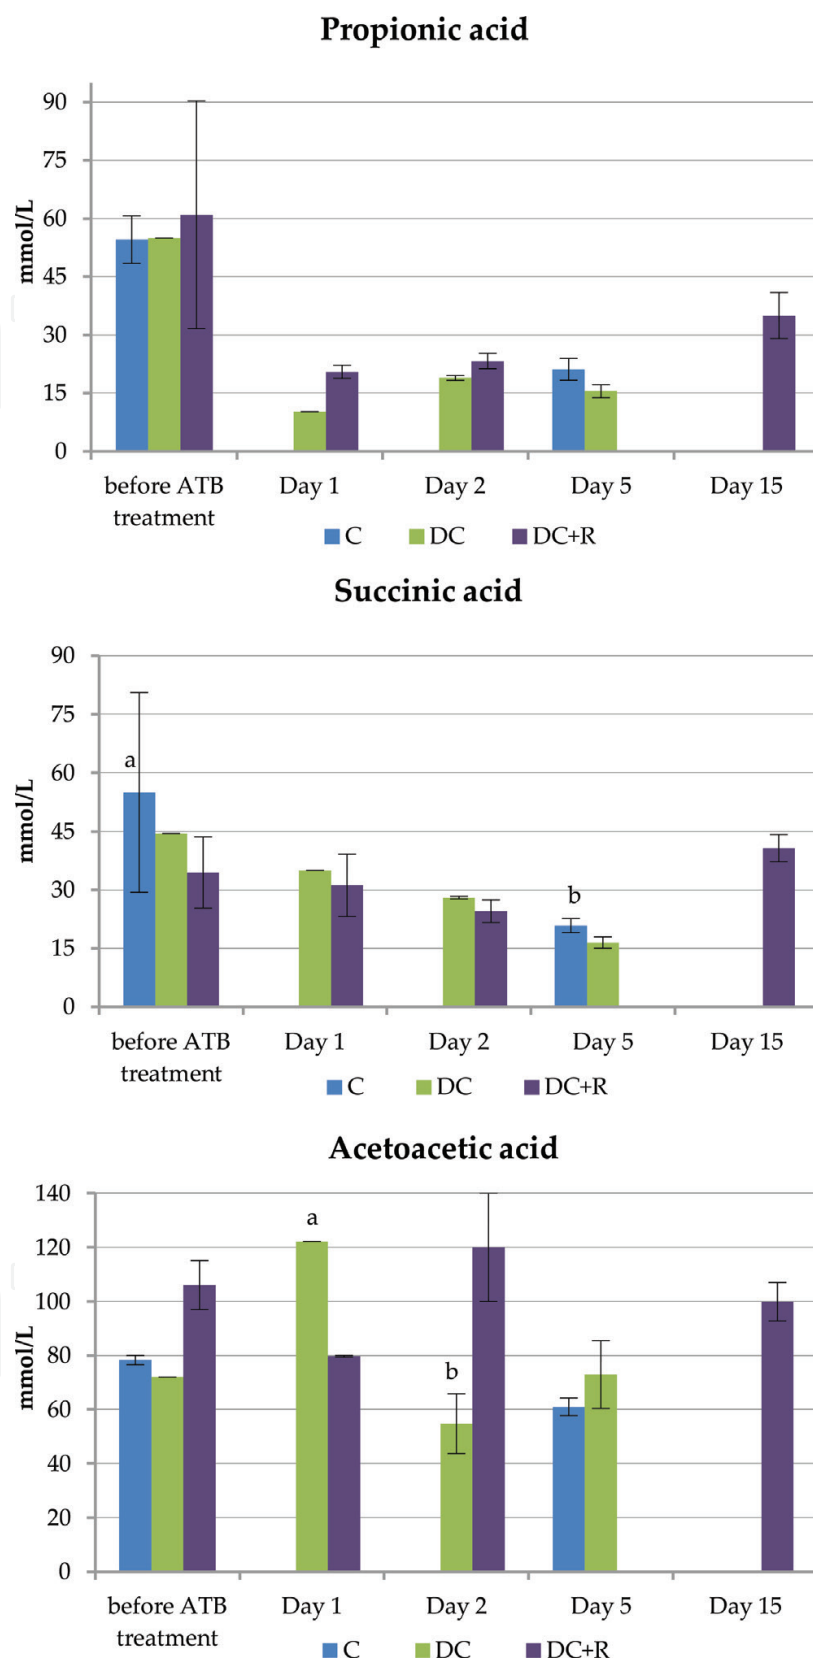 Propionic acid
90
75
60
45
30
15
0
mmol/L
before ATB treatment
Day 1
Day 2
Day 5
Day 15
C
DC
DC+R
Succinic acid
90
75
60
45
30
15
0
mmol/L
a
b
before ATB treatment
Day 1
Day 2
Day 5
Day 15
C
DC
DC+R
Acetoacetic acid
140
120
100
80
60
40
20
0
mmol/L
a
b
before ATB treatment
Day 1
Day 2
Day 5
Day 15
C
DC
DC+R